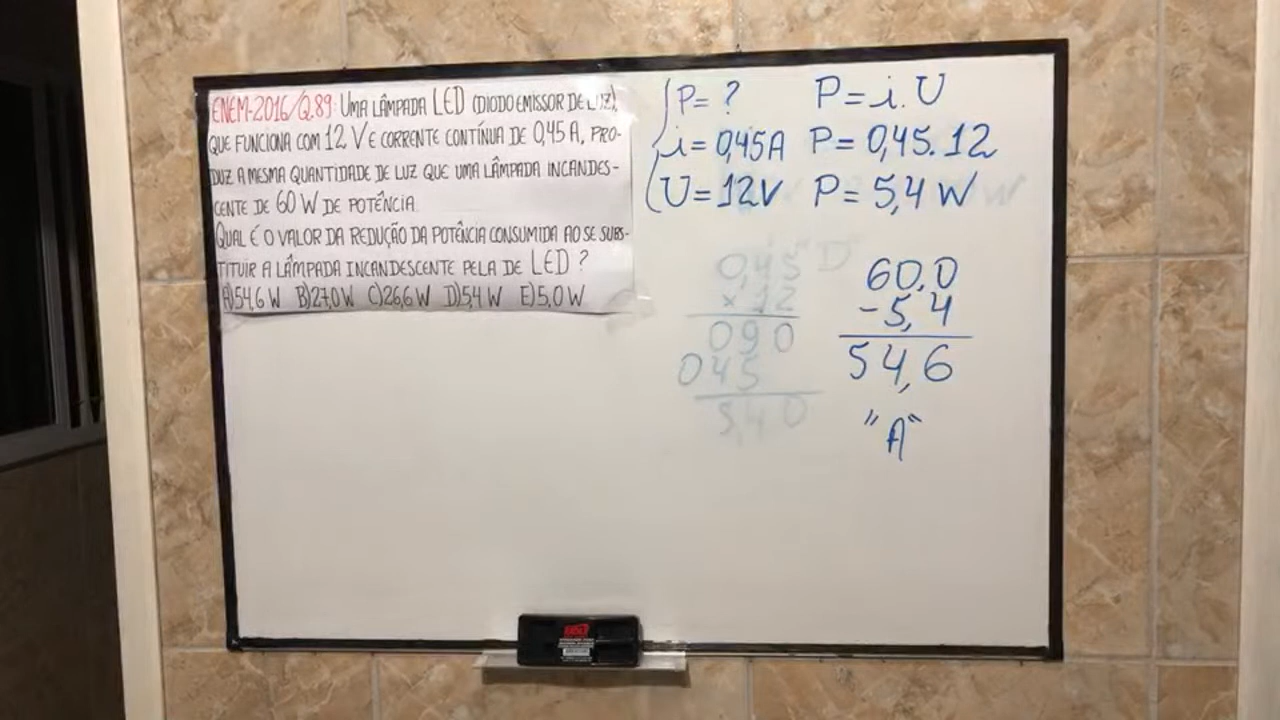 ENEM-2016/Q.89: UMA LÂMPADA LED (DIODO EMISSOR DE LUZ),
QUE FUNCIONA COM 12 V E CORRENTE CONTÍNUA DE 0,45 A, PRO-
DUZ A MESMA QUANTIDADE DE LUZ QUE UMA LÂMPADA INCANDES-
CENTE DE 60 W DE POTÊNCIA.
QUAL É O VALOR DA REDUÇÃO DA POTÊNCIA CONSUMIDA AO SE SUBS-
TITUIR A LÂMPADA INCANDESCENTE PELA DE LED ?
A)54,6 W B)27,0 W C)26,6 W D)5,4 W E)5,0 W
P= ?
i= 0,45A
U= 12V
P= i.U
P= 0,45.12
P= 5,4 W
0,45
×12
090
045
5,40
60,0
-5,4
54,6
"A"